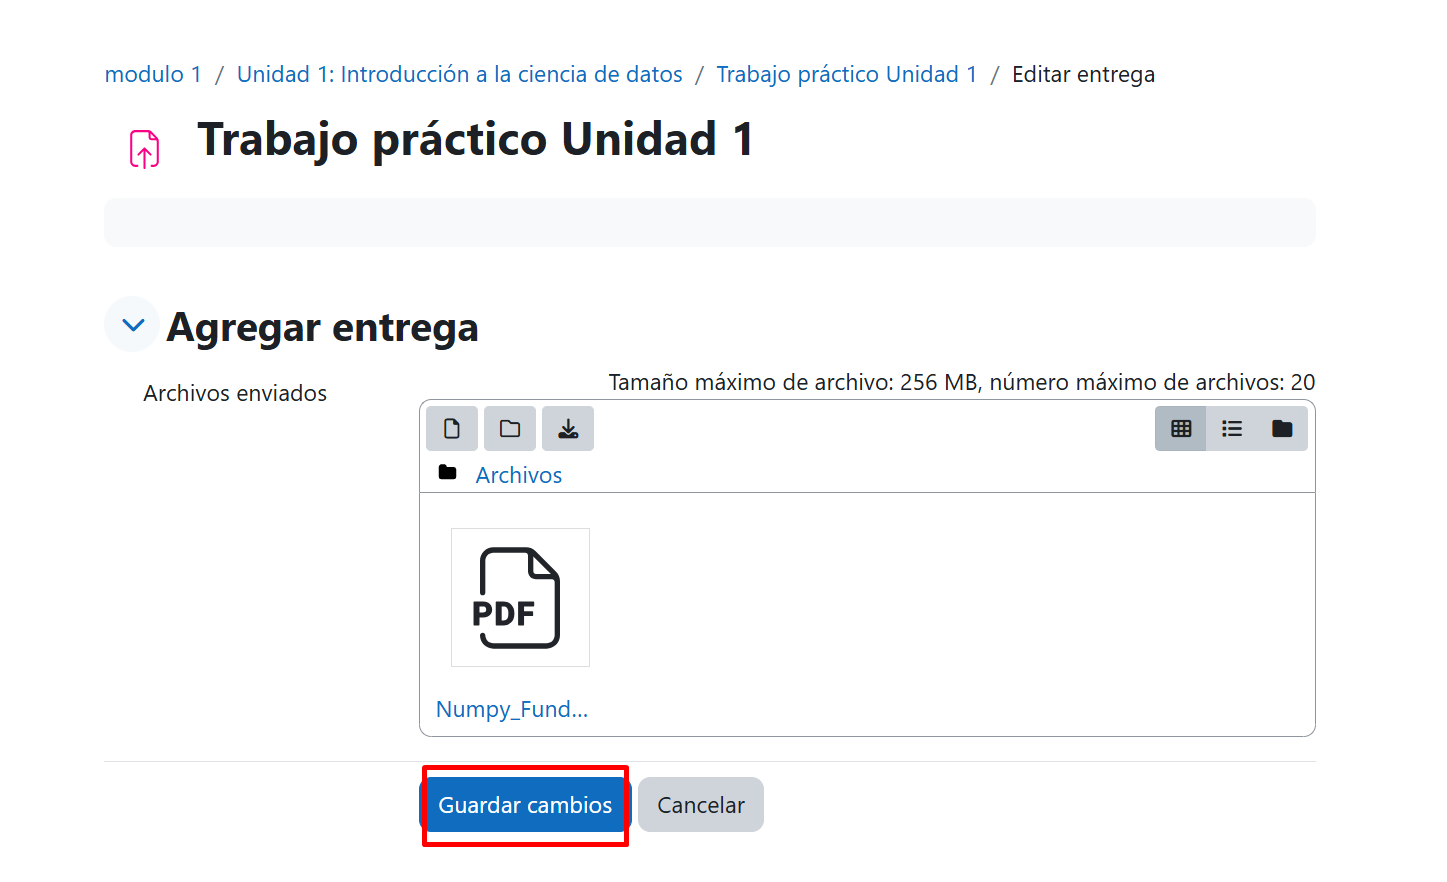 modulo 1 / Unidad 1: Introducción a la ciencia de datos / Trabajo práctico Unidad 1 / Editar entrega
Trabajo práctico Unidad 1
Agregar entrega
Archivos enviados
Tamaño máximo de archivo: 256 MB, número máximo de archivos: 20
Archivos
PDF
Numpy_Fund...
Guardar cambios Cancelar